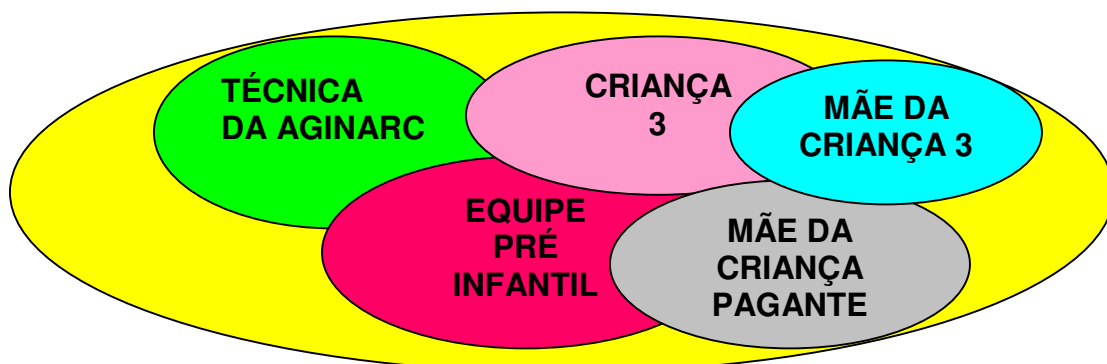 TÉCNICA
DA AGINARC
CRIANÇA
3
MÃE DA
CRIANÇA 3
EQUIPE
PRÉ
INFANTIL
MÃE DA
CRIANÇA
PAGANTE